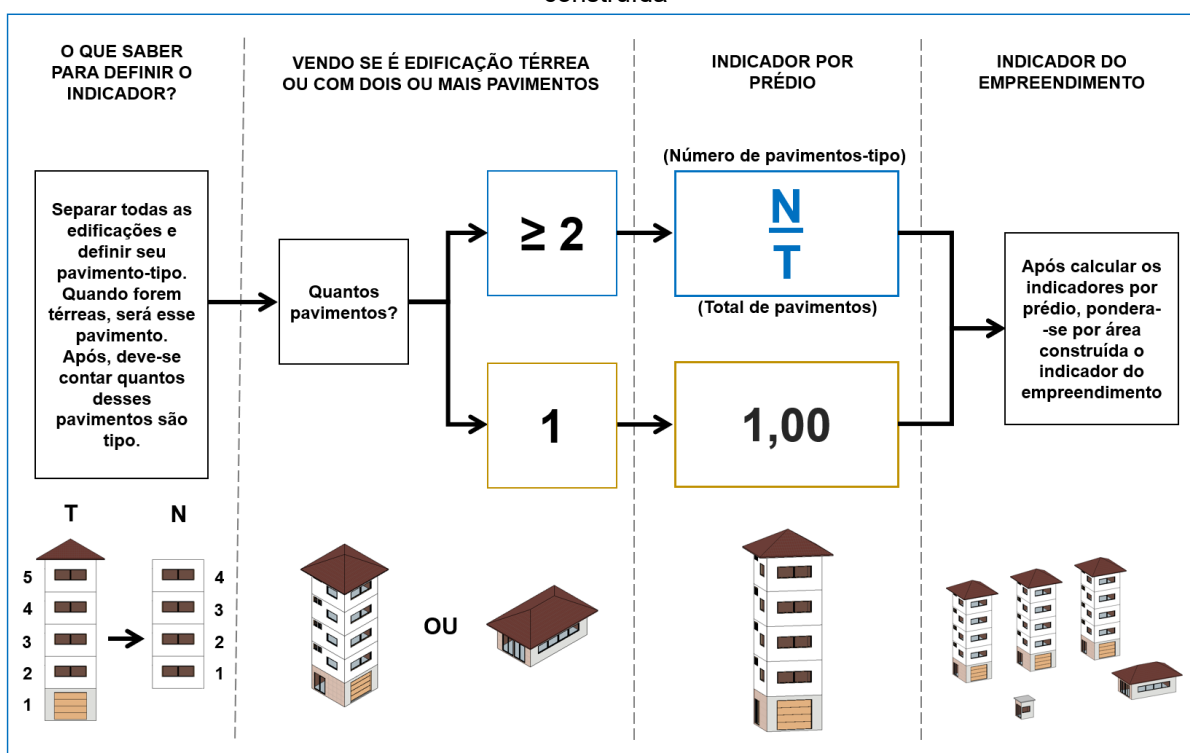 construída
O QUE SABER
PARA DEFINIR O
INDICADOR?
VENDO SE É EDIFICAÇÃO TÉRREA
OU COM DOIS OU MAIS PAVIMENTOS
INDICADOR POR
PRÉDIO
INDICADOR DO
EMPREENDIMENTO
Separar todas as
edificações e
definir seu
pavimento-tipo.
Quando forem
térreas, será esse
pavimento.
Após, deve-se
contar quantos
desses
pavimentos são
tipo.
Quantos
pavimentos?
≥ 2
1
(Número de pavimentos-tipo)
N
T
(Total de pavimentos)
1,00
Após calcular os
indicadores por
prédio, pondera-
-se por área
construída o
indicador do
empreendimento
T
N
5
4
3
2
1
4
3
2
1
OU